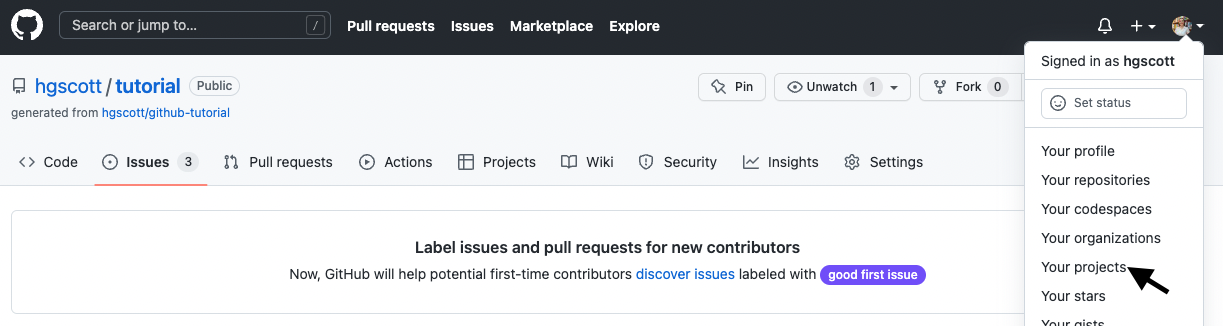 Search or jump to... / Pull requests Issues Marketplace Explore
Signed in as hgscott
hgscott / tutorial Public
Pin Unwatch 1 Fork 0
Set status
generated from hgscott/github-tutorial
Code Issues 3 Pull requests Actions Projects Wiki Security Insights Settings
Label issues and pull requests for new contributors
Now, GitHub will help potential first-time contributors discover issues labeled with good first issue
Your profile
Your repositories
Your codespaces
Your organizations
Your projects
Your stars
Your gists